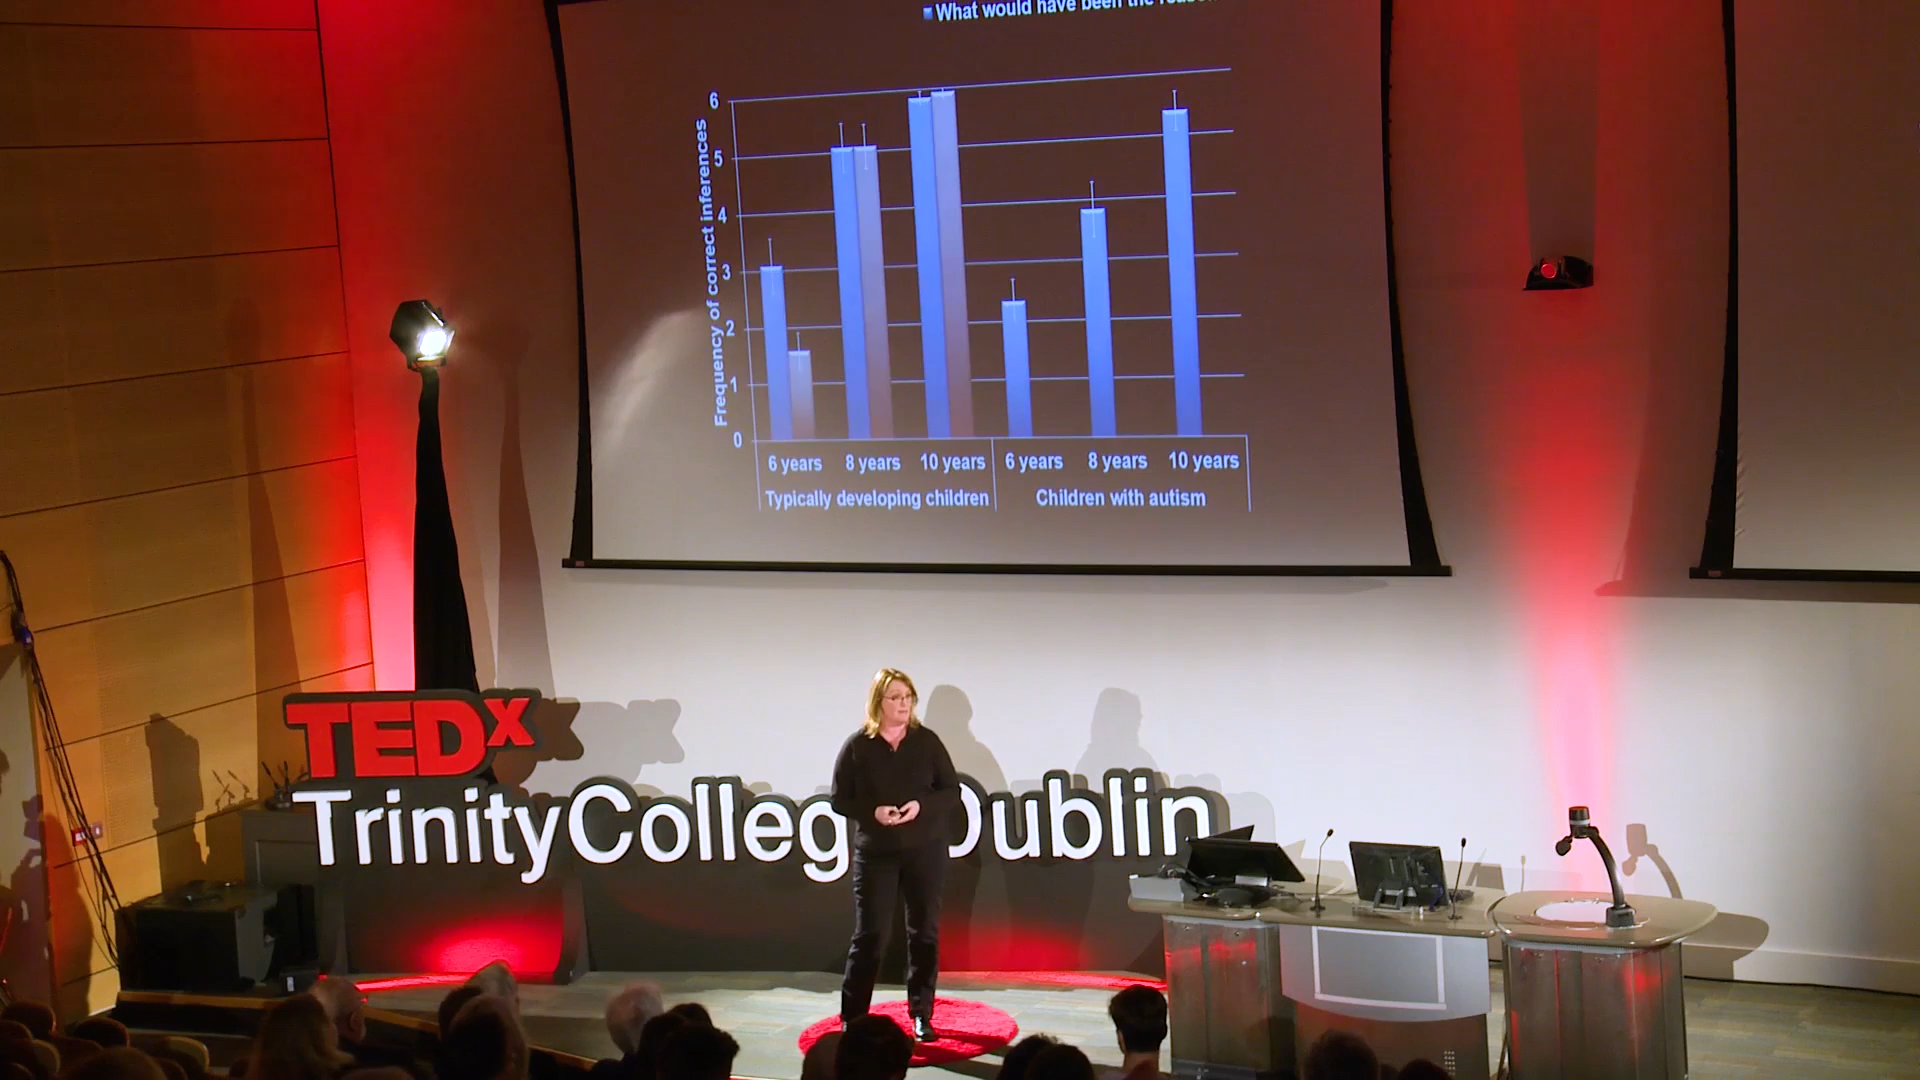 What would have been the
Frequency of correct inferences
6
5
4
3
2
1
0
6 years 8 years 10 years 6 years 8 years 10 years
Typically developing children Children with autism
TEDx
TrinityCollege Dublin